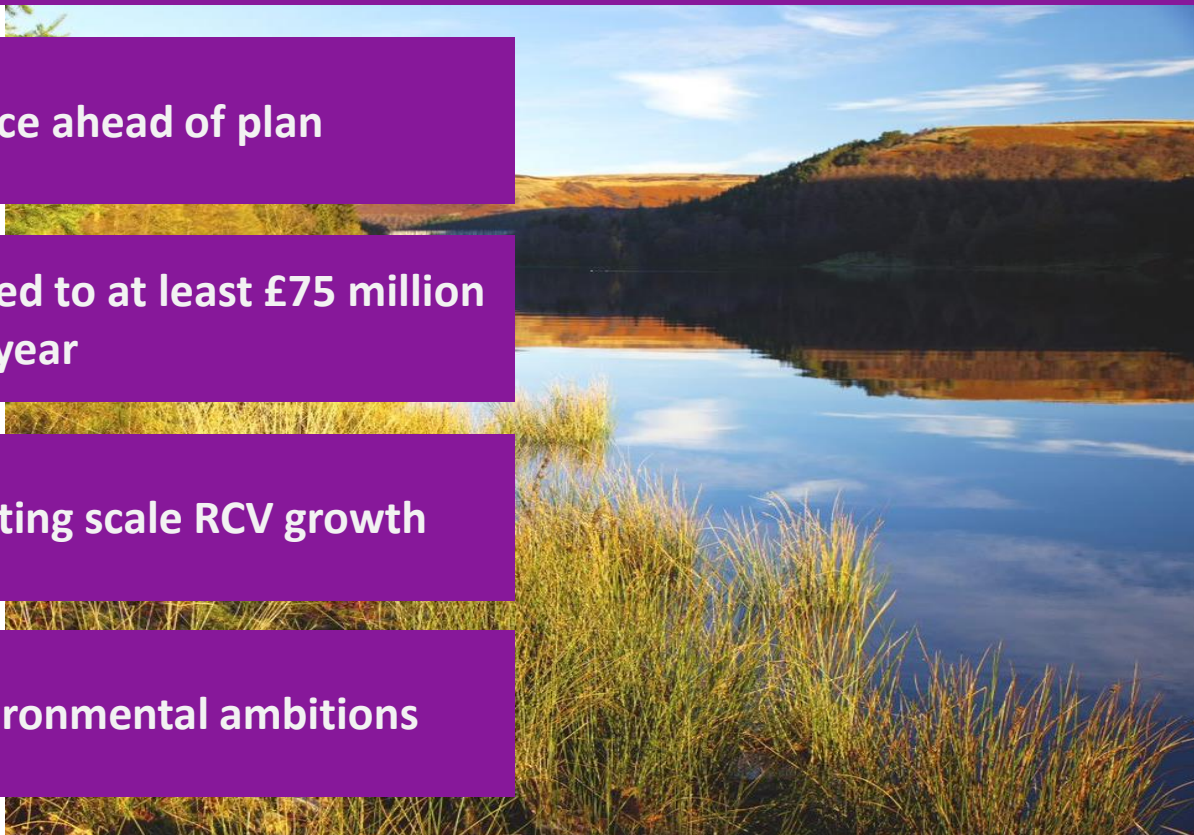 ce ahead of plan
ed to at least £75 million
year
ting scale RCV growth
ronmental ambitions